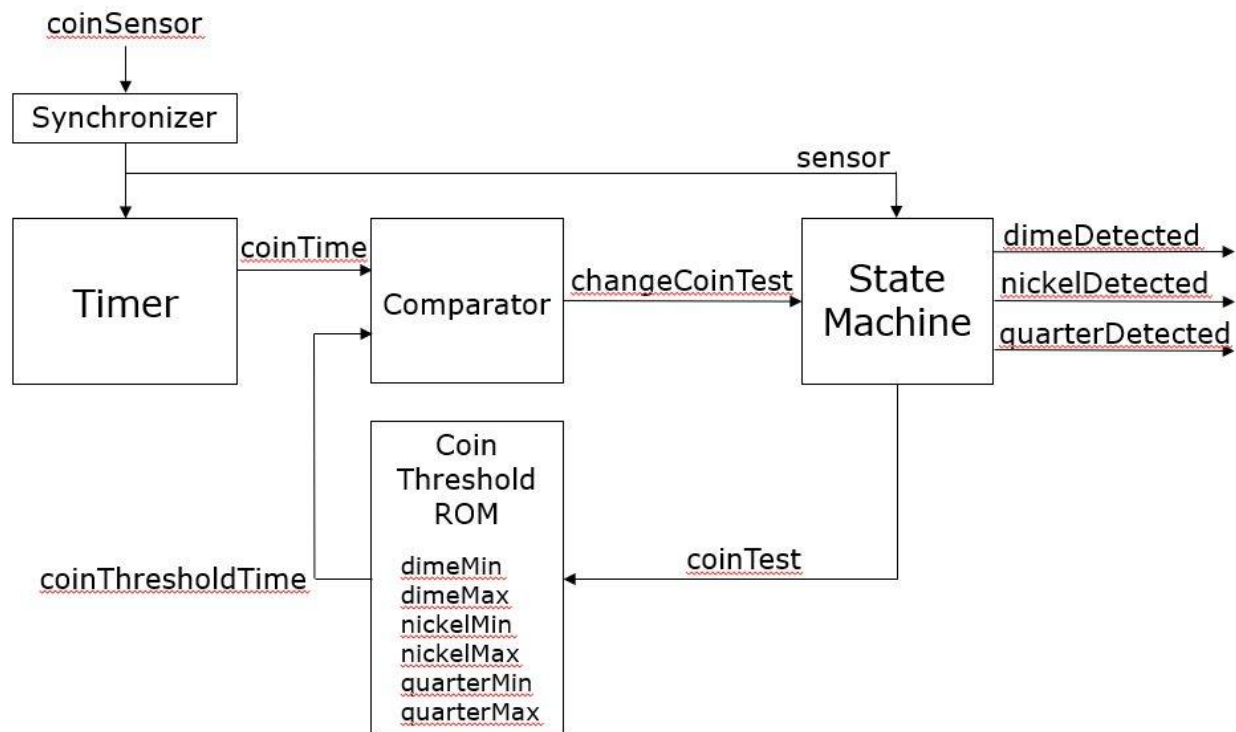 coinSensor
Synchronizer
sensor
Timer
coinTime
Comparator
changeCoinTest
State
Machine
dimeDetected
nickelDetected
quarterDetected
Coin
Threshold
ROM
dimeMin
dimeMax
nickelMin
nickelMax
quarterMin
quarterMax
coinThresholdTime
coinTest